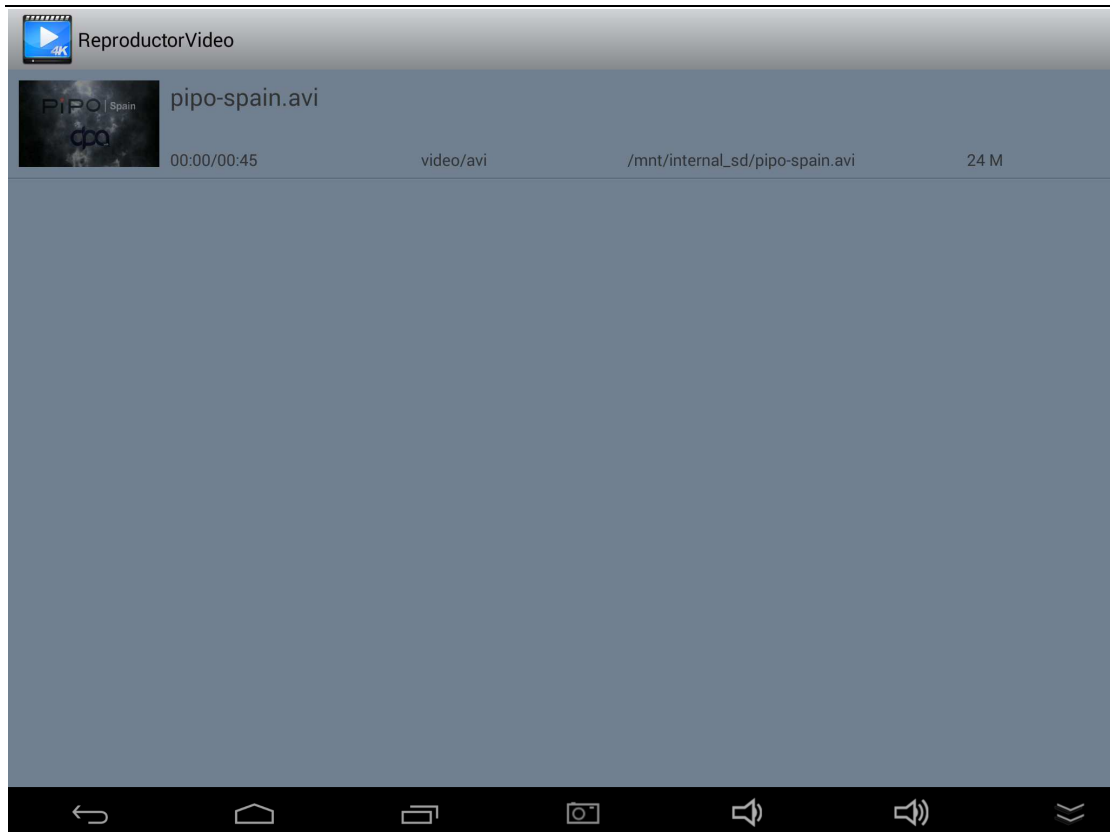 4K
ReproductorVideo
PiPO | Spain
dpa
pipo-spain.avi
00:00/00:45 video/avi /mnt/internal_sd/pipo-spain.avi 24 M